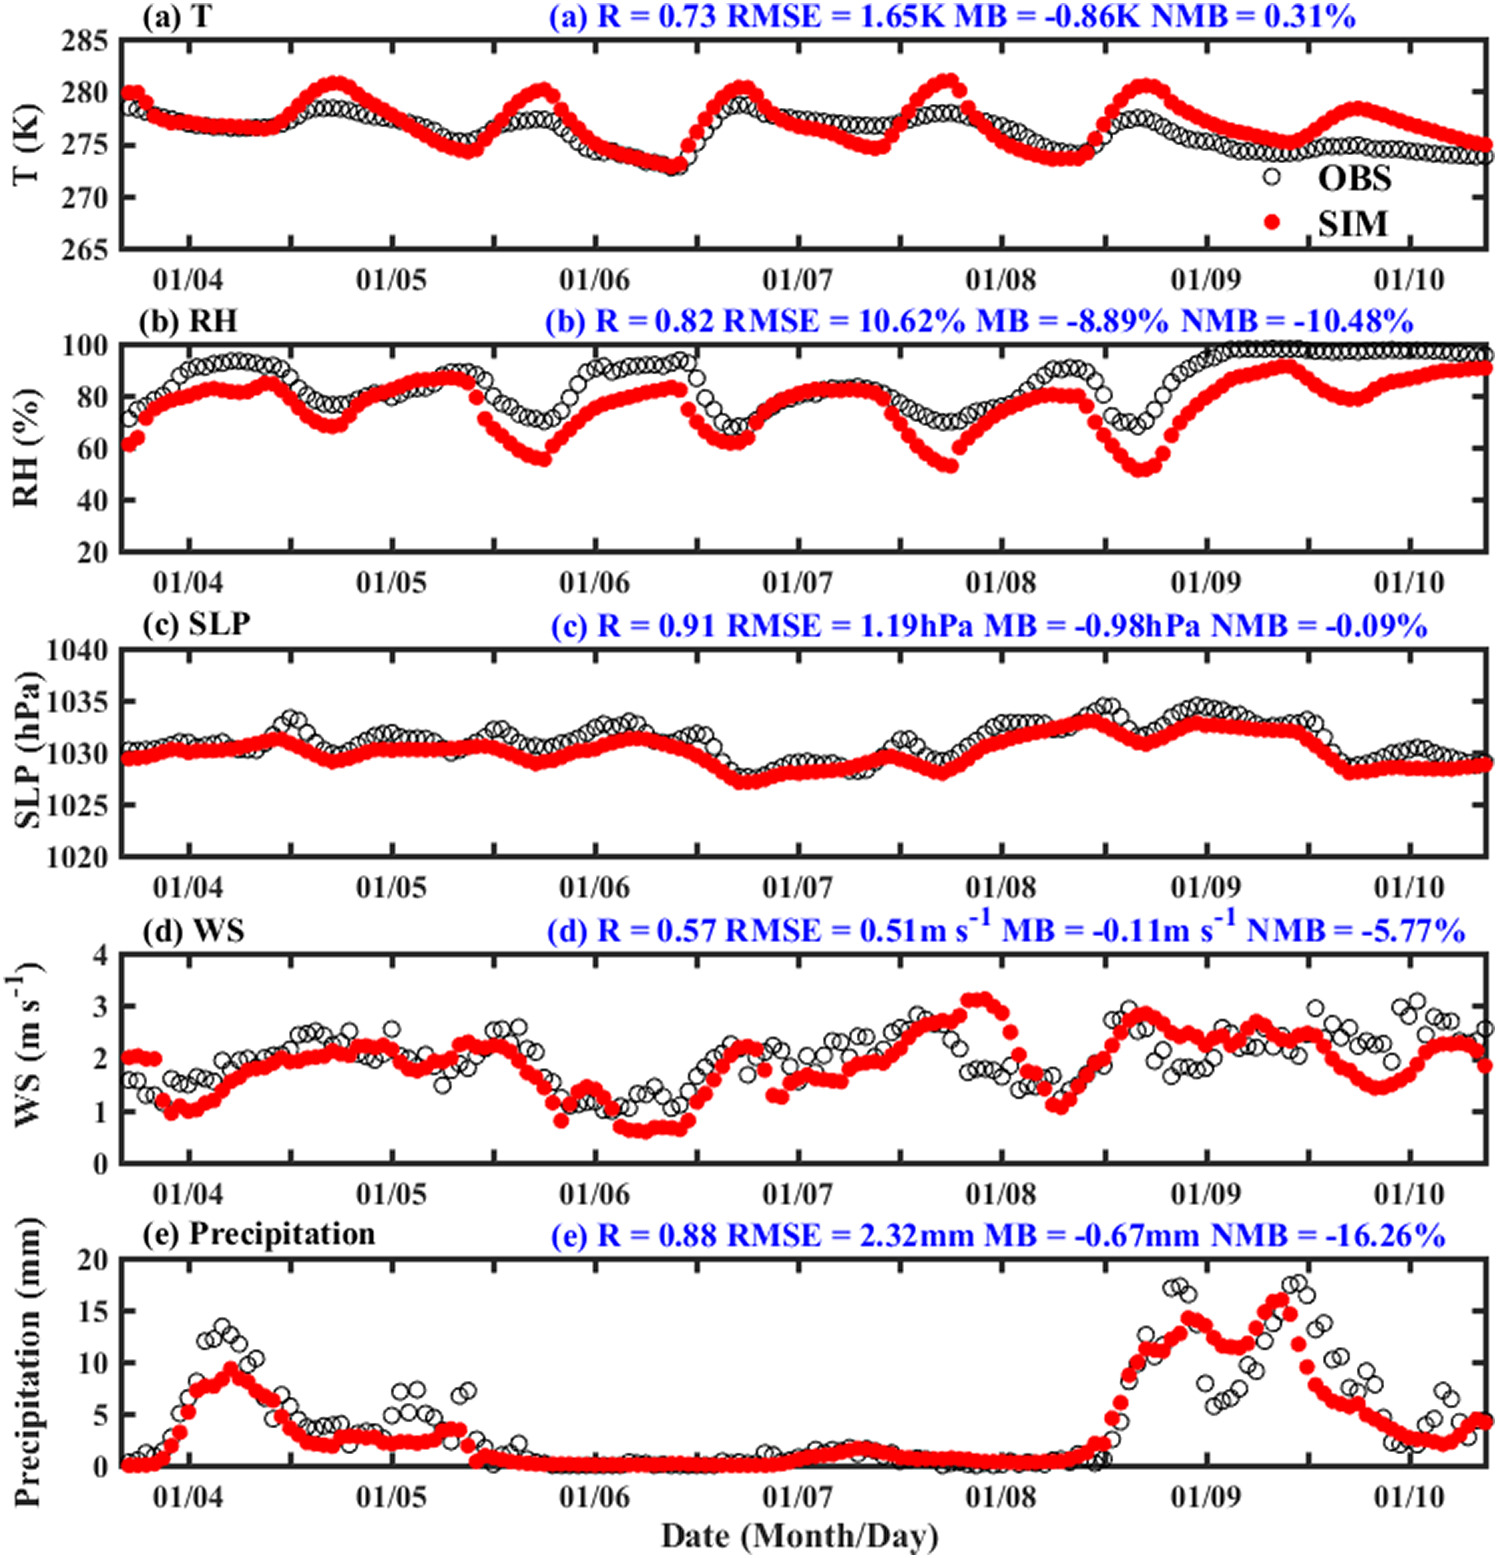 (a) T (a) R = 0.73 RMSE = 1.65K MB = -0.86K NMB = 0.31%
285
280
275
270
265
T (K)
OBS
SIM
01/04 01/05 01/06 01/07 01/08 01/09 01/10
(b) RH (b) R = 0.82 RMSE = 10.62% MB = -8.89% NMB = -10.48%
100
80
60
40
20
RH (%)
01/04 01/05 01/06 01/07 01/08 01/09 01/10
(c) SLP (c) R = 0.91 RMSE = 1.19hPa MB = -0.98hPa NMB = -0.09%
1040
1035
1030
1025
1020
SLP (hPa)
01/04 01/05 01/06 01/07 01/08 01/09 01/10
(d) WS (d) R = 0.57 RMSE = 0.51m s⁻¹ MB = -0.11m s⁻¹ NMB = -5.77%
4
3
2
1
0
WS (m s⁻¹)
01/04 01/05 01/06 01/07 01/08 01/09 01/10
(e) Precipitation (e) R = 0.88 RMSE = 2.32mm MB = -0.67mm NMB = -16.26%
20
15
10
5
0
Precipitation (mm)
01/04 01/05 01/06 01/07 01/08 01/09 01/10
Date (Month/Day)